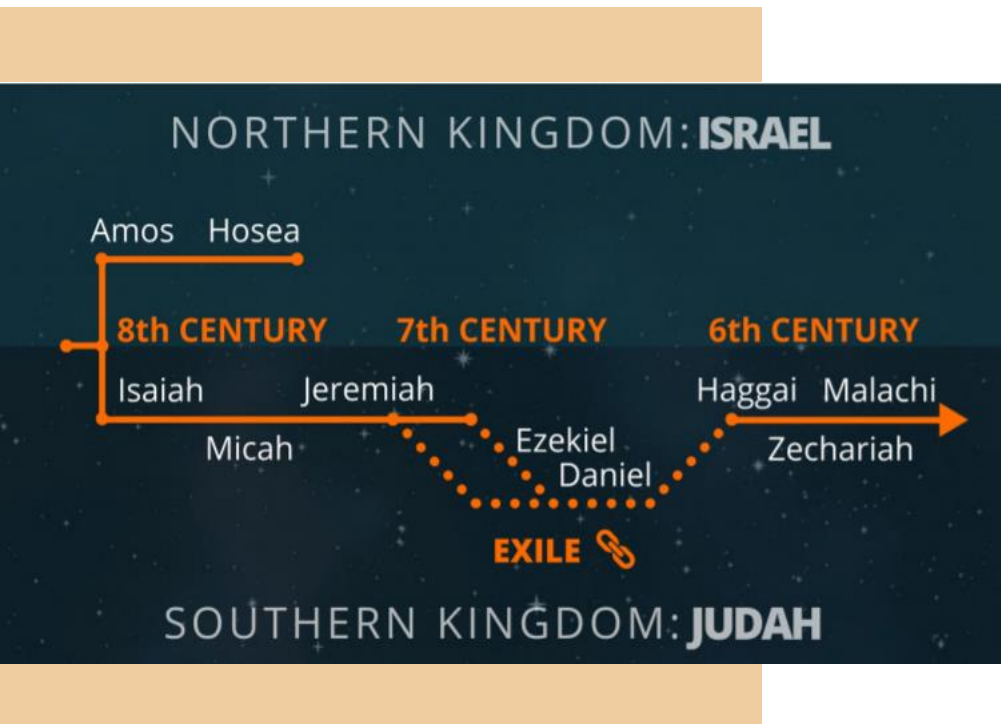 NORTHERN KINGDOM: ISRAEL
Amos Hosea
8th CENTURY 7th CENTURY 6th CENTURY
Isaiah Jeremiah Haggai Malachi
Micah Ezekiel Zechariah
Daniel
EXILE
SOUTHERN KINGDOM: JUDAH